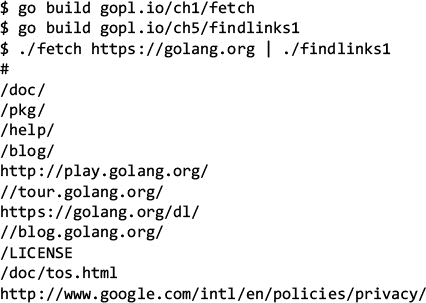 $ go build gopl.io/ch1/fetch
$ go build gopl.io/ch5/findlinks1
$ ./fetch https://golang.org | ./findlinks1
#
/doc/
/pkg/
/help/
/blog/
http://play.golang.org/
//tour.golang.org/
https://golang.org/dl/
//blog.golang.org/
/LICENSE
/doc/tos.html
http://www.google.com/intl/en/policies/privacy/